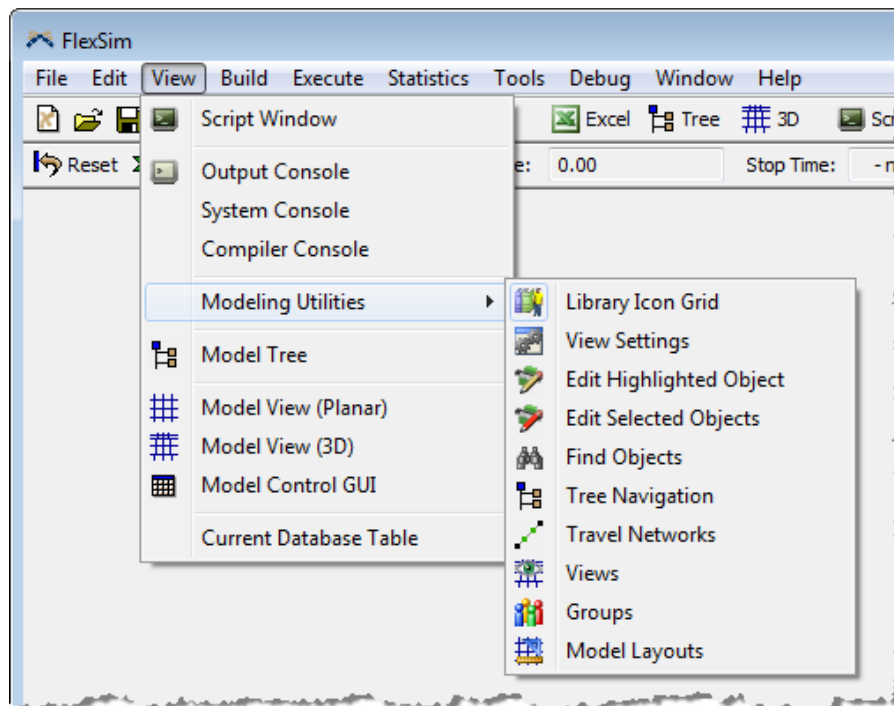 FlexSim
File Edit View Build Execute Statistics Tools Debug Window Help
Excel Tree 3D
Reset 0.00 Stop Time:
Script Window
Output Console
System Console
Compiler Console
Modeling Utilities
Model Tree
Model View (Planar)
Model View (3D)
Model Control GUI
Current Database Table
Library Icon Grid
View Settings
Edit Highlighted Object
Edit Selected Objects
Find Objects
Tree Navigation
Travel Networks
Views
Groups
Model Layouts